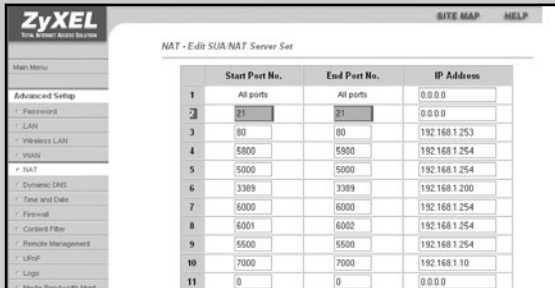 ZyXEL
TOTAL INTERNET ACCESS SOLUTION
SITE MAP HELP
NAT - Edit SUA/NAT Server Set
Main Menu
Advanced Setup
Password
LAN
Wireless LAN
WAN
NAT
Dynamic DNS
Time and Date
Firewall
Content Filter
Remote Management
UPnP
Logs
Media Bandwidth Mgnt
Start Port No. End Port No. IP Address
1 All ports All ports 0.0.0.0
2 21 21 0.0.0.0
3 80 80 192.168.1.253
4 5800 5900 192.168.1.254
5 5000 5000 192.168.1.254
6 3389 3389 192.168.1.200
7 6000 6000 192.168.1.254
8 6001 6002 192.168.1.254
9 5500 5500 192.168.1.254
10 7000 7000 192.168.1.10
11 0 0 0.0.0.0